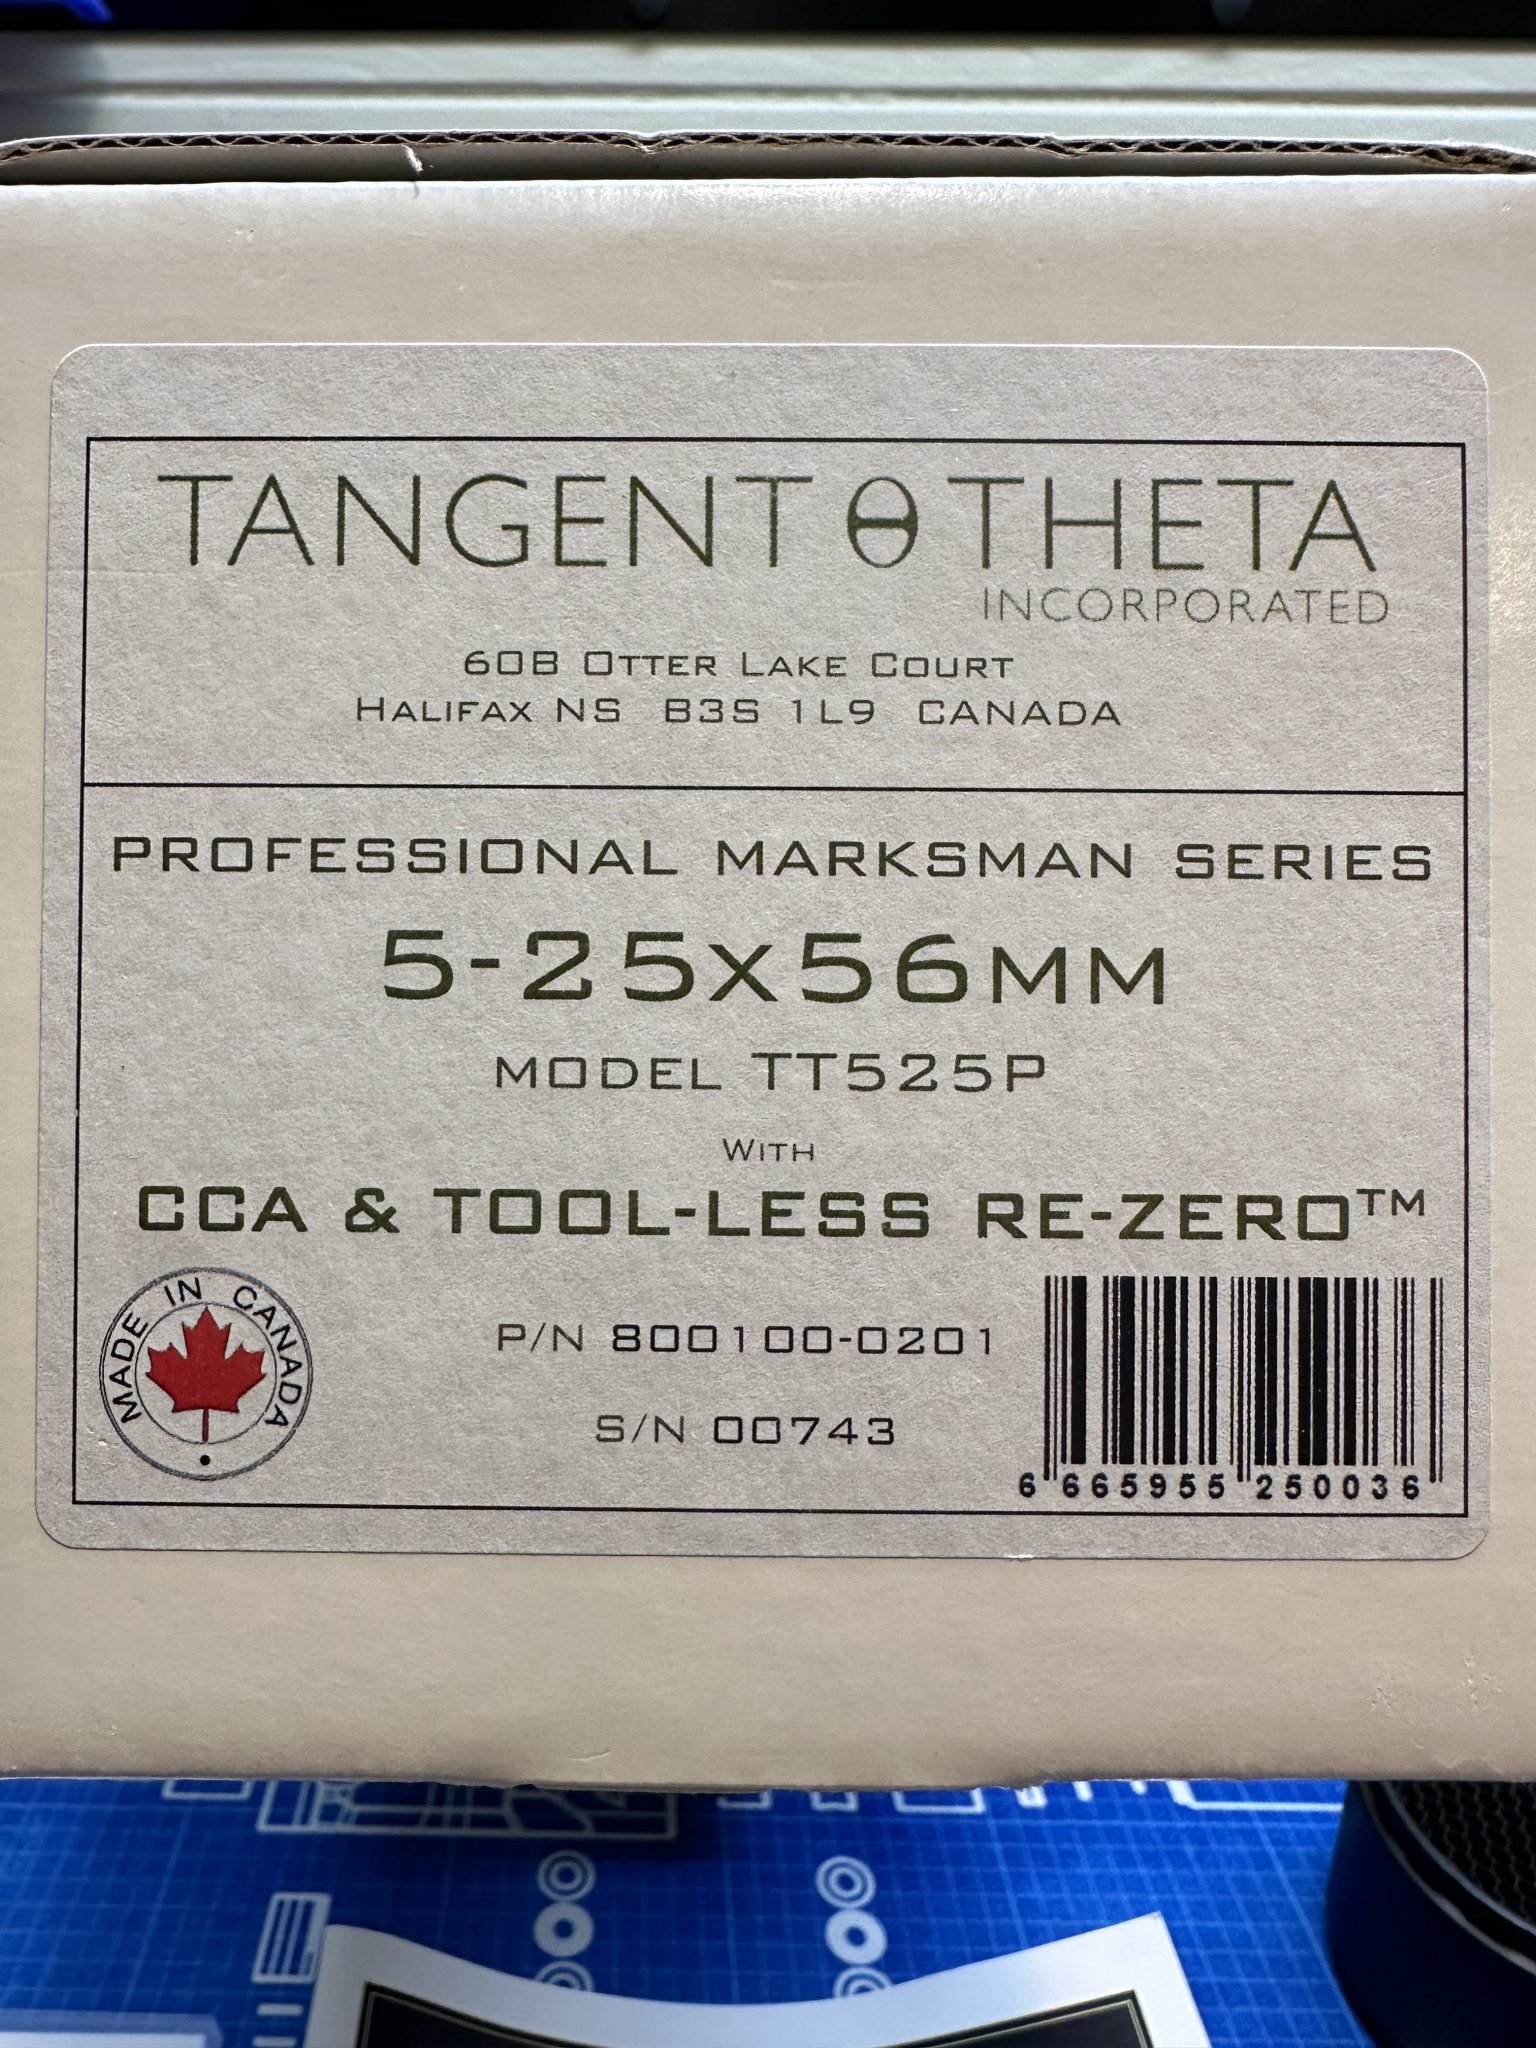 TANGENT θ THETA
INCORPORATED
60B OTTER LAKE COURT
HALIFAX NS B3S 1L9 CANADA
PROFESSIONAL MARKSMAN SERIES
5-25x56MM
MODEL TT525P
WITH
CCA & TOOL-LESS RE-ZERO™
MADE IN CANADA
P/N 800100-0201
S/N 00743
6 665955 250036